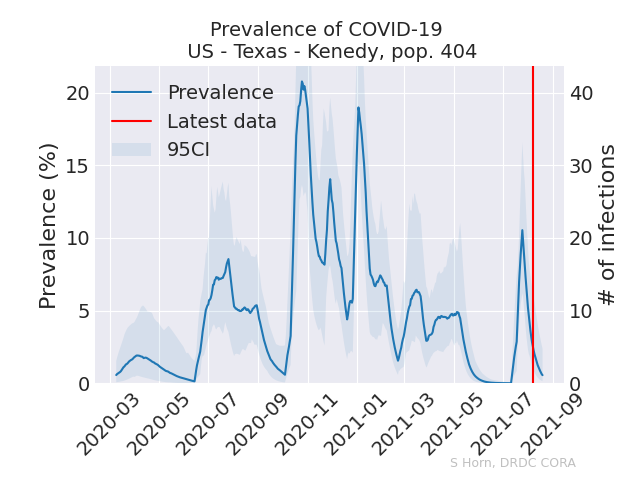 Prevalence of COVID-19
US - Texas - Kenedy, pop. 404
Prevalence
Latest data
95CI
Prevalence (%)
20
15
10
5
0
# of infections
40
30
20
10
0
2020-03
2020-05
2020-07
2020-09
2020-11
2021-01
2021-03
2021-05
2021-07
2021-09
S Horn, DRDC CORA